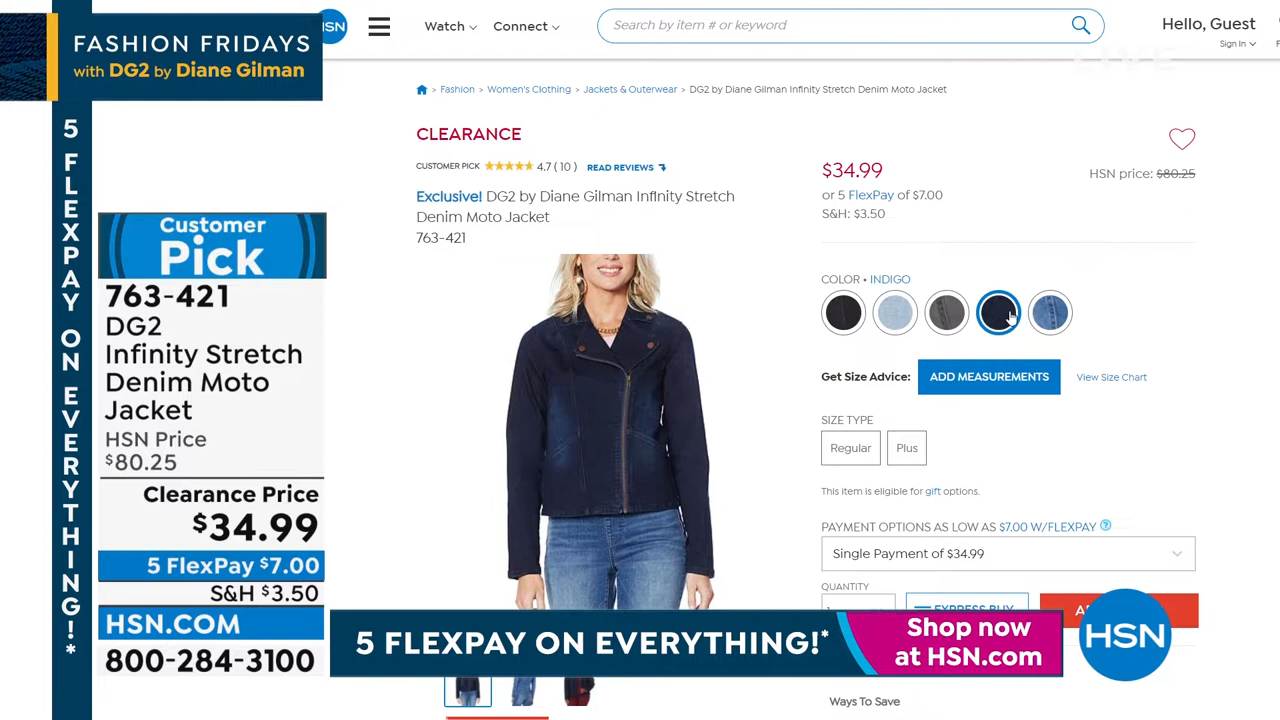 FASHION FRIDAYS
with DG2 by Diane Gilman
5 FLEXPAY ON EVERYTHING!*
Customer
Pick
763-421
DG2
Infinity Stretch
Denim Moto
Jacket
HSN Price
$80.25
Clearance Price
$34.99
5 FlexPay $7.00
S&H $3.50
HSN.COM
800-284-3100
Watch
Connect
Search by item # or keyword
Hello, Guest
Sign In
LIVE
> Fashion > Women's Clothing > Jackets & Outerwear > DG2 by Diane Gilman Infinity Stretch Denim Moto Jacket
CLEARANCE
CUSTOMER PICK 4.7 ( 10 ) READ REVIEWS
Exclusive! DG2 by Diane Gilman Infinity Stretch
Denim Moto Jacket
763-421
$34.99
HSN price: $80.25
or 5 FlexPay of $7.00
S&H: $3.50
COLOR • INDIGO
Get Size Advice: ADD MEASUREMENTS View Size Chart
SIZE TYPE
Regular Plus
This item is eligible for gift options.
PAYMENT OPTIONS AS LOW AS $7.00 W/FLEXPAY ?
Single Payment of $34.99
QUANTITY
EXPRESS BUY
5 FLEXPAY ON EVERYTHING!*
Shop now
at HSN.com
HSN
Ways To Save